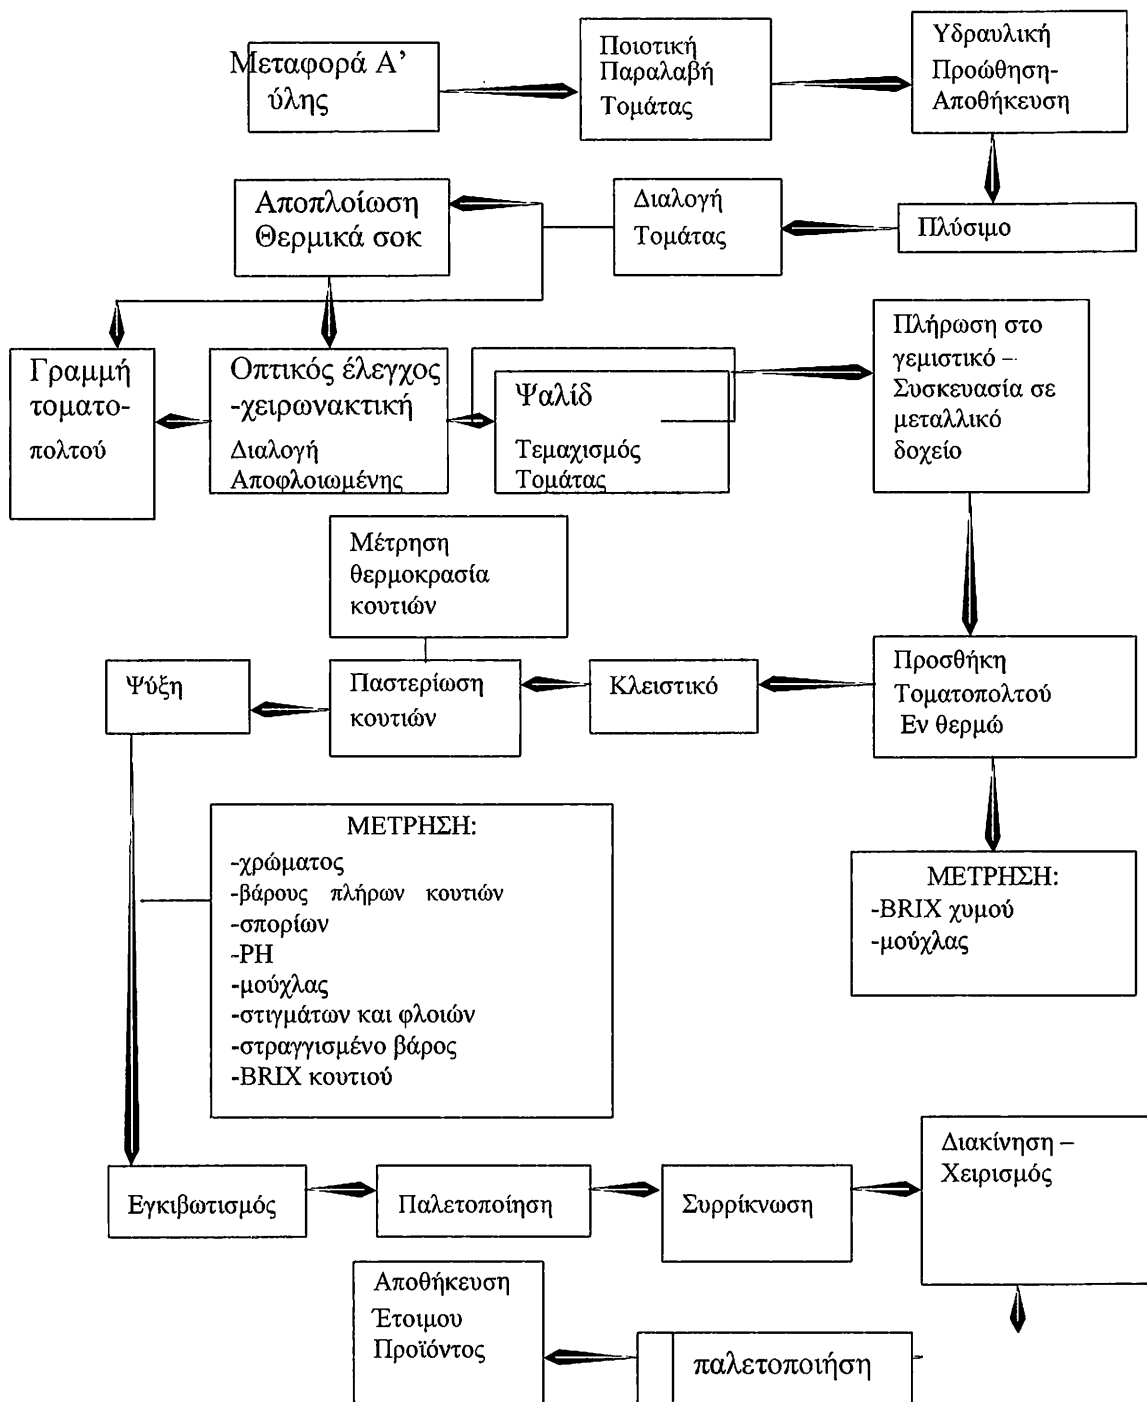 Μεταφορά Α'
ύλης
Ποιοτική
Παραλαβή
Τομάτας
Υδραυλική
Προώθηση-
Αποθήκευση
Αποπλοίωση
Θερμικά σοκ
Διαλογή
Τομάτας
Πλύσιμο
Γραμμή
τοματο-
πολτού
Οπτικός έλεγχος
-χειρωνακτική
Διαλογή
Αποφλοιωμένης
Ψαλίδ
Τεμαχισμός
Τομάτας
Πλήρωση στο
γεμιστικό –
Συσκευασία σε
μεταλλικό
δοχείο
Μέτρηση
θερμοκρασία
κουτιών
Ψύξη
Παστερίωση
κουτιών
Κλειστικό
Προσθήκη
Τοματοπολτού
Εν θερμώ
ΜΕΤΡΗΣΗ:
-χρώματος
-βάρους πλήρων κουτιών
-σπορίων
-PH
-μούχλας
-στιγμάτων και φλοιών
-στραγγισμένο βάρος
-BRIX κουτιού
ΜΕΤΡΗΣΗ:
-BRIX χυμού
-μούχλας
Εγκιβωτισμός
Παλετοποίηση
Συρρίκνωση
Διακίνηση –
Χειρισμός
Αποθήκευση
Έτοιμου
Προϊόντος
παλετοποιήση